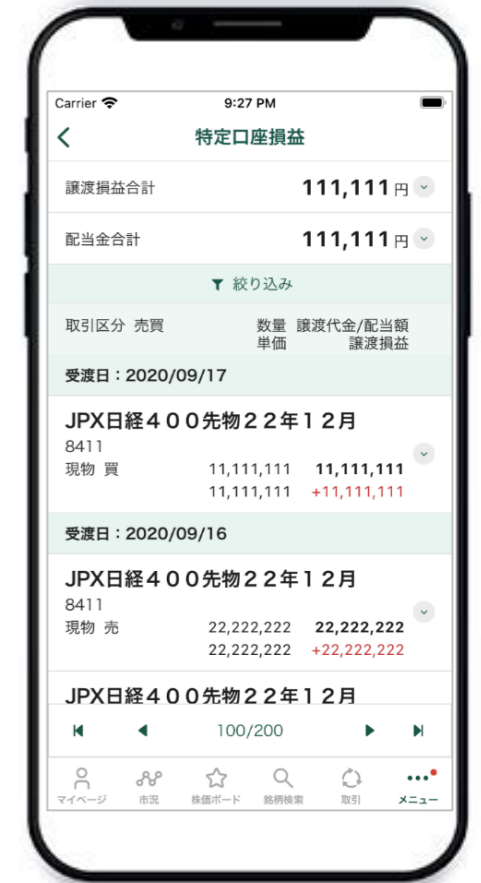 Carrier 9:27 PM
特定口座損益
譲渡損益合計 111,111 円
配当金合計 111,111 円
絞り込み
取引区分 売買 数量 譲渡代金/配当額
単価 譲渡損益
受渡日：2020/09/17
JPX日経４００先物２２年１２月
8411
現物 買 11,111,111 11,111,111
11,111,111 +11,111,111
受渡日：2020/09/16
JPX日経４００先物２２年１２月
8411
現物 売 22,222,222 22,222,222
22,222,222 +22,222,222
JPX日経４００先物２２年１２月
100/200
マイページ 市況 株価ボード 銘柄検索 取引 メニュー